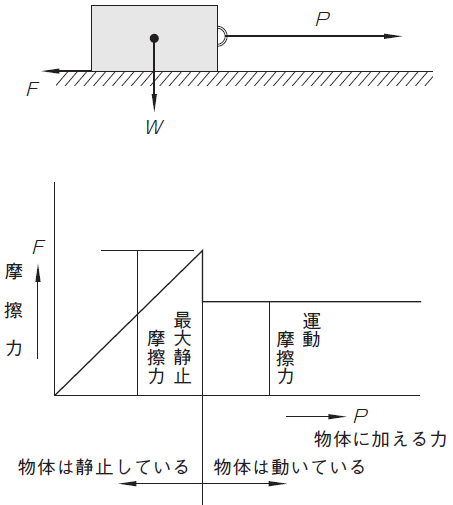 P
F
W
F
摩擦力
最大静止
摩擦力
運動
摩擦力
P
物体に加える力
物体は静止している
物体は動いている